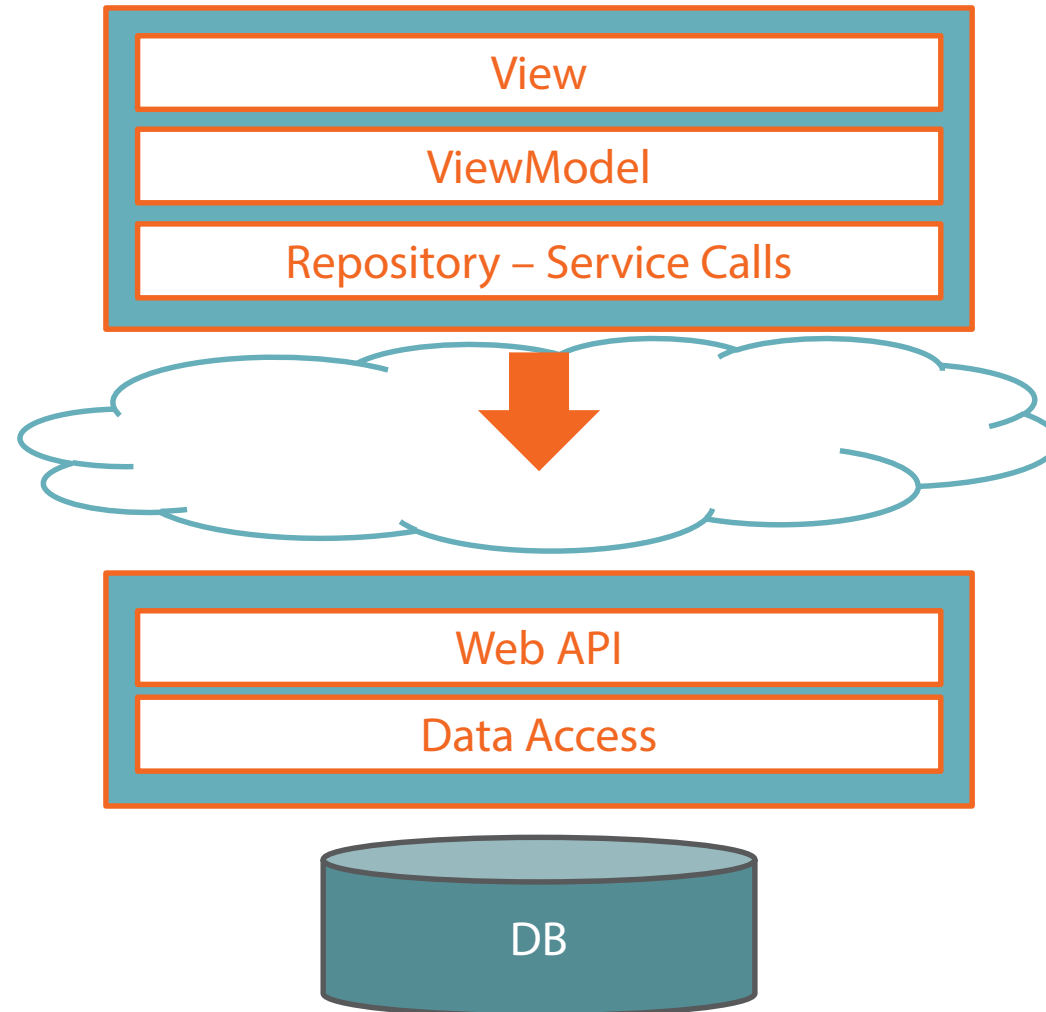 View
ViewModel
Repository – Service Calls
Web API
Data Access
DB